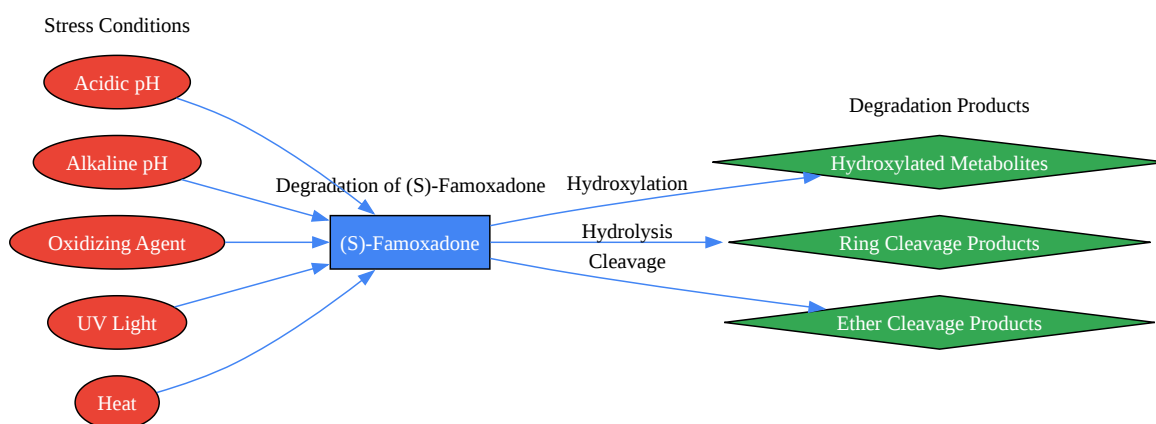 Stress Conditions
Acidic pH
Alkaline pH
Oxidizing Agent
UV Light
Heat
Degradation of (S)-Famoxadone
(S)-Famoxadone
Hydroxylation
Hydrolysis
Cleavage
Degradation Products
Hydroxylated Metabolites
Ring Cleavage Products
Ether Cleavage Products